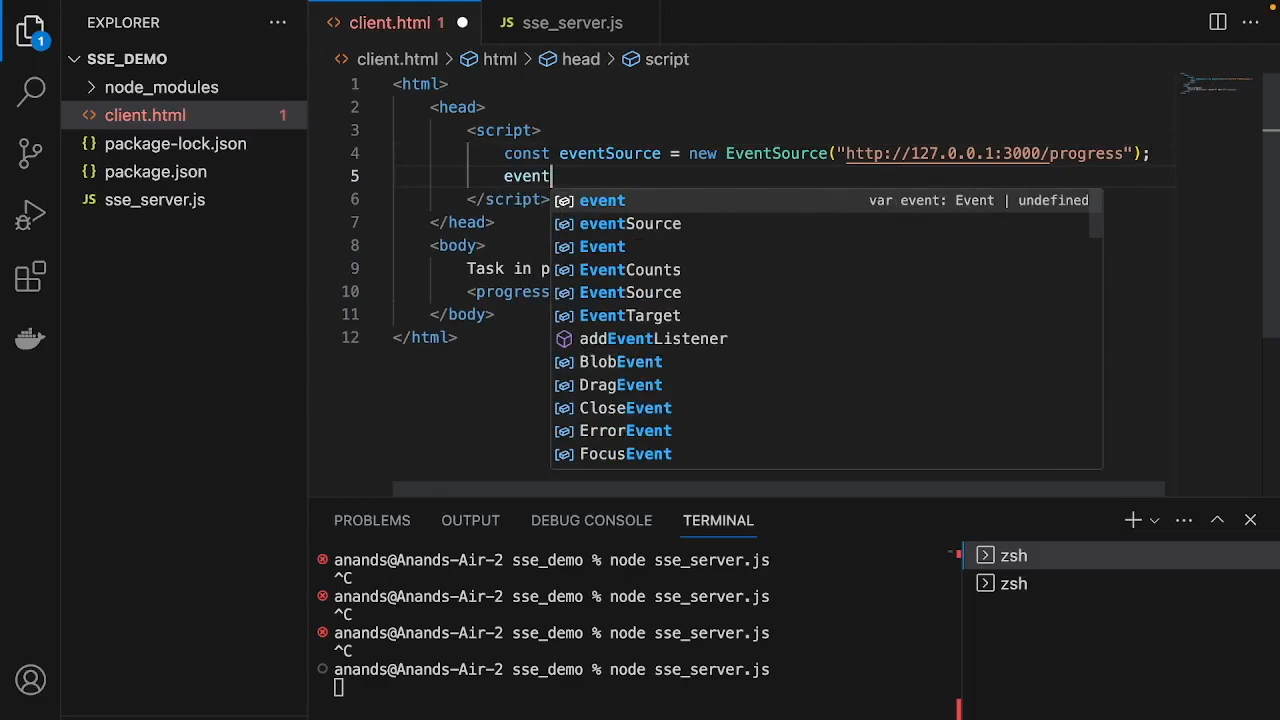 EXPLORER
SSE_DEMO
node_modules
client.html 1
package-lock.json
package.json
JS sse_server.js
1
client.html 1
JS sse_server.js
client.html > html > head > script
1 <html>
2 <head>
3 <script>
4 const eventSource = new EventSource("http://127.0.0.1:3000/progress");
5 event
6 </script>
7 </head>
8 <body>
9 Task in p
10 <progress
11 </body>
12 </html>
event var event: Event | undefined
eventSource
Event
EventCounts
EventSource
EventTarget
addEventListener
BlobEvent
DragEvent
CloseEvent
ErrorEvent
FocusEvent
PROBLEMS OUTPUT DEBUG CONSOLE TERMINAL
anands@Anands-Air-2 sse_demo % node sse_server.js
^C
anands@Anands-Air-2 sse_demo % node sse_server.js
^C
anands@Anands-Air-2 sse_demo % node sse_server.js
^C
anands@Anands-Air-2 sse_demo % node sse_server.js
zsh
zsh